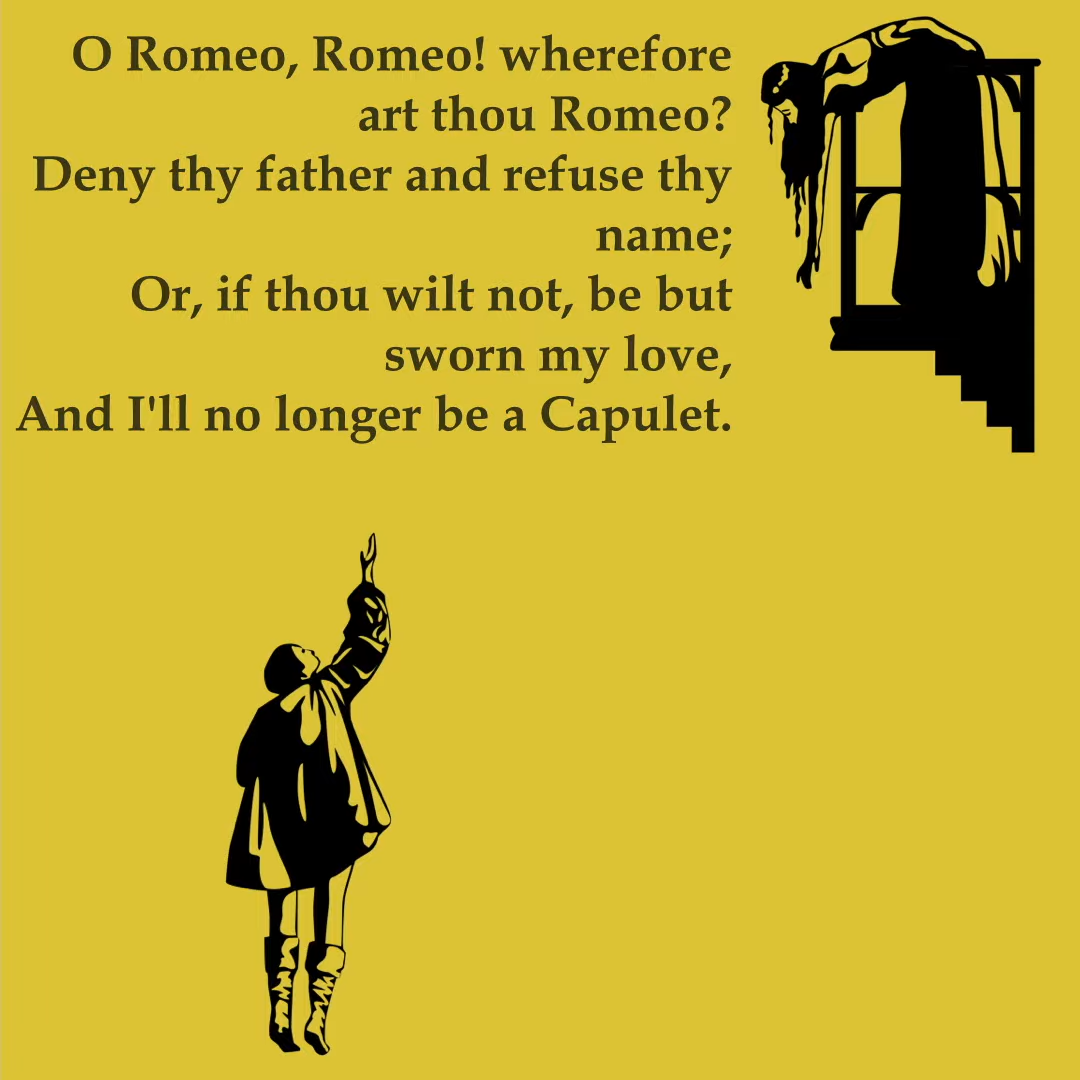 O Romeo, Romeo! wherefore
art thou Romeo?
Deny thy father and refuse thy
name;
Or, if thou wilt not, be but
sworn my love,
And I'll no longer be a Capulet.